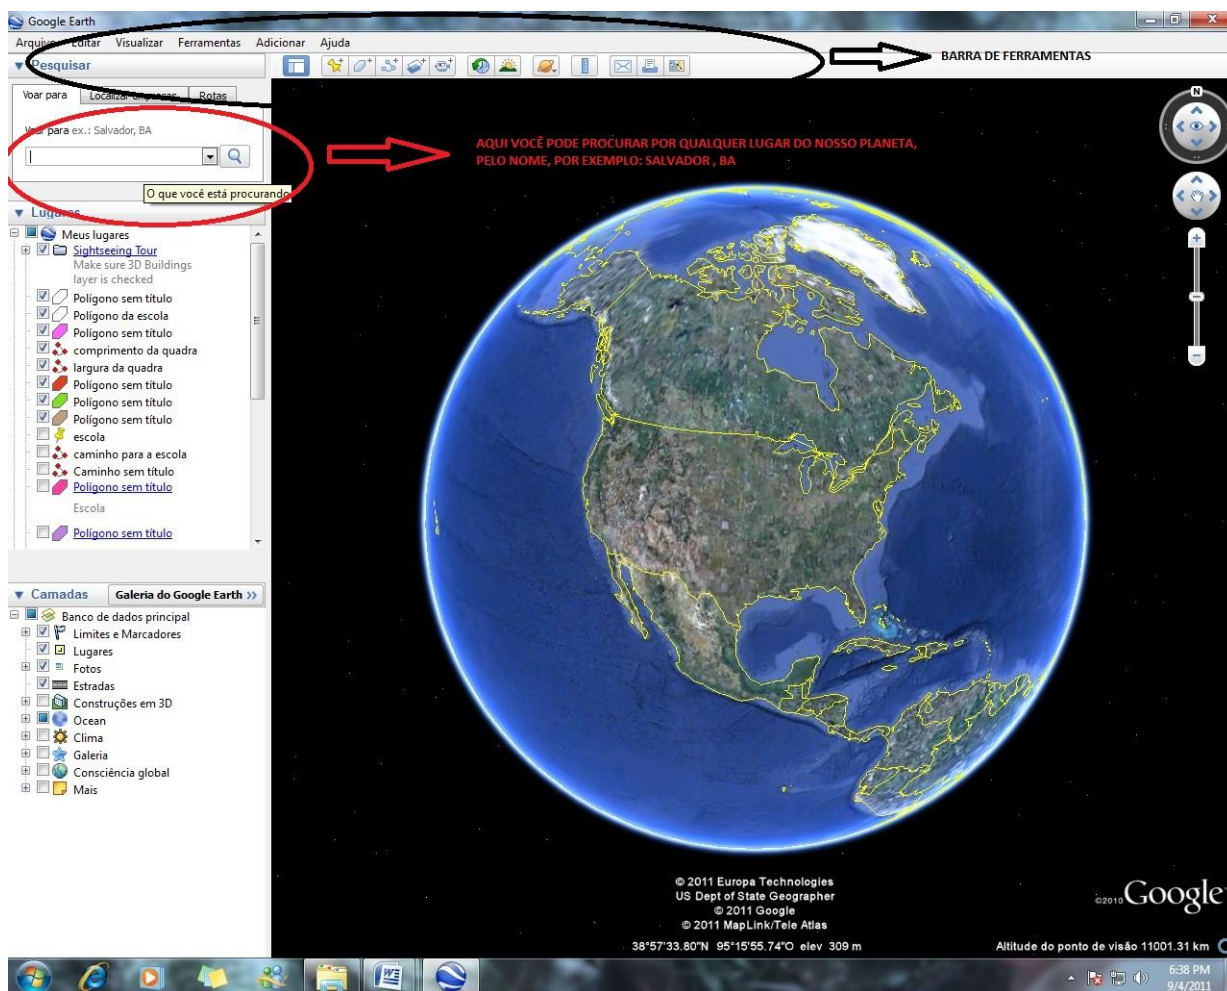 Google Earth
Arquivo Editar Visualizar Ferramentas Adicionar Ajuda
Pesquisar
BARRA DE FERRAMENTAS
Voar para Localizar empresas Rotas
Voar para ex.: Salvador, BA
AQUI VOCÊ PODE PROCURAR POR QUALQUER LUGAR DO NOSSO PLANETA,
PELO NOME, POR EXEMPLO: SALVADOR , BA
O que você está procurando
Lugares
Meus lugares
Sightseeing Tour
Make sure 3D Buildings
layer is checked
Polígono sem título
Polígono da escola
Polígono sem título
comprimento da quadra
largura da quadra
Polígono sem título
Polígono sem título
Polígono sem título
escola
caminho para a escola
Caminho sem título
Polígono sem título
Escola
Polígono sem título
Camadas Galeria do Google Earth >>
Banco de dados principal
Limites e Marcadores
Lugares
Fotos
Estradas
Construções em 3D
Ocean
Clima
Galeria
Consciência global
Mais
N
© 2011 Europa Technologies
US Dept of State Geographer
© 2011 Google
© 2011 MapLink/Tele Atlas
©2010 Google
38°57'33.80"N 95°15'55.74"O elev 309 m
Altitude do ponto de visão 11001.31 km
6:38 PM
9/4/2011